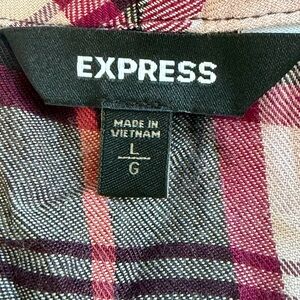 EXPRESS
MADE IN
VIETNAM
L
G